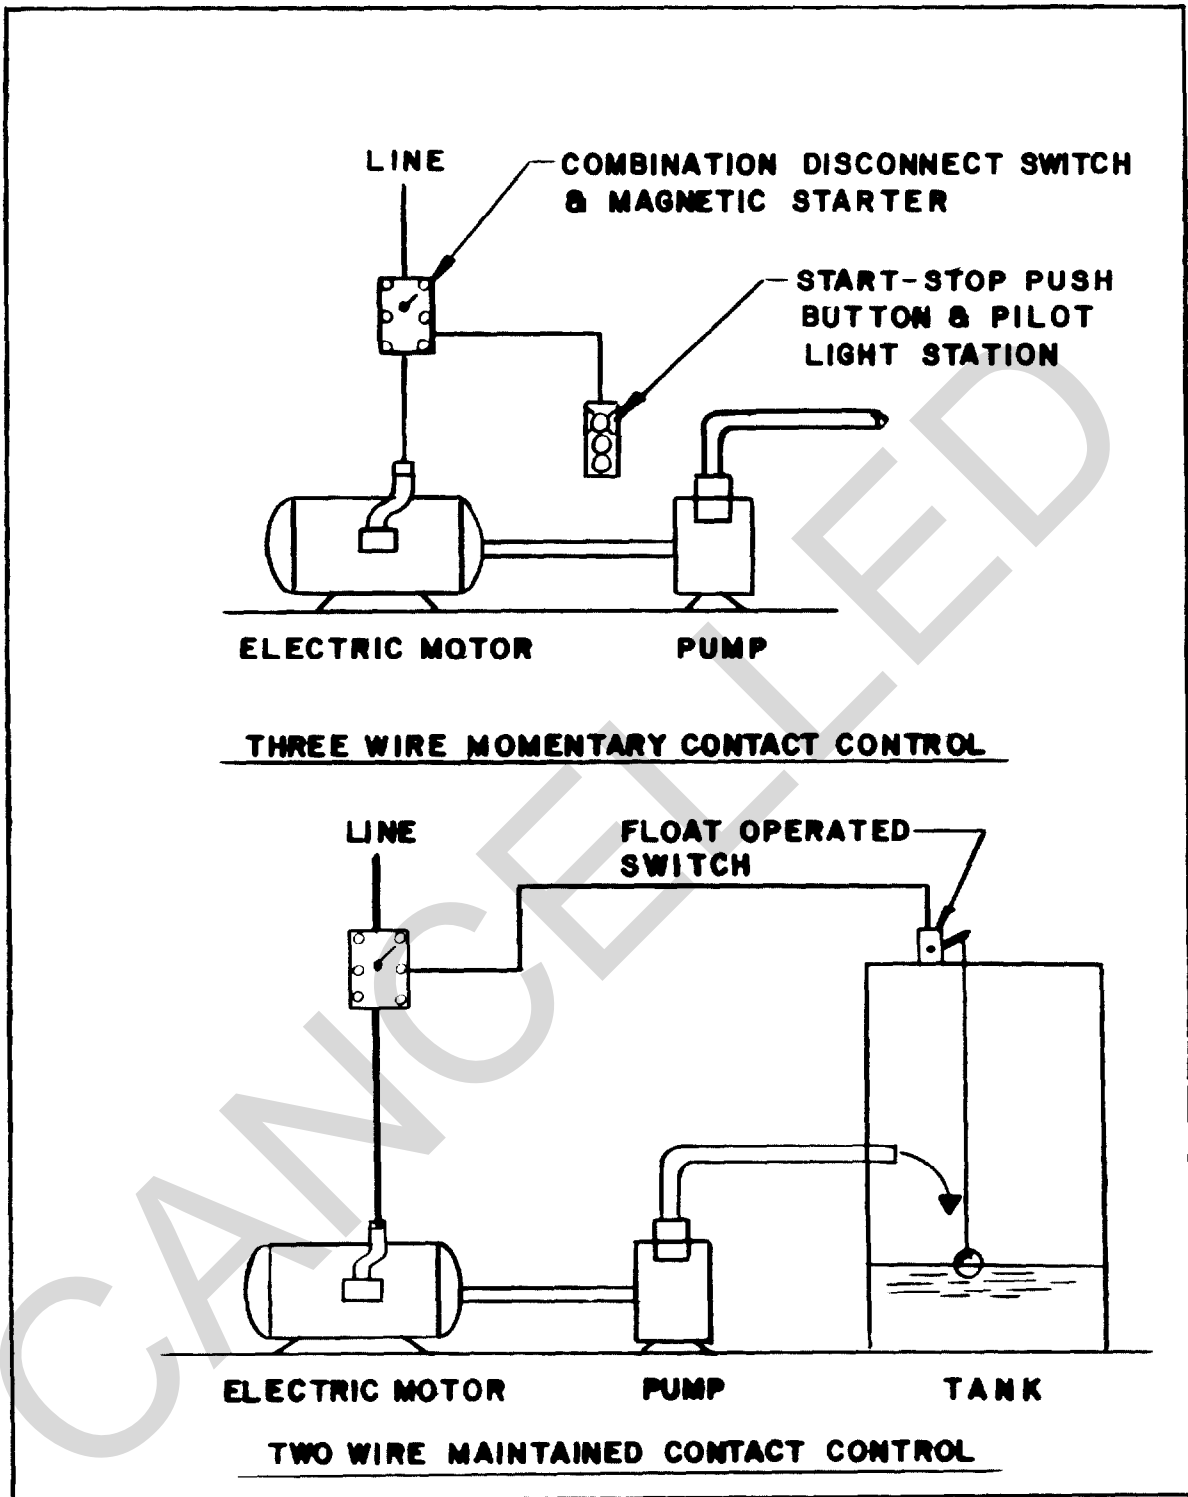 LINE
COMBINATION DISCONNECT SWITCH
& MAGNETIC STARTER
START-STOP PUSH
BUTTON & PILOT
LIGHT STATION
ELECTRIC MOTOR
PUMP
THREE WIRE MOMENTARY CONTACT CONTROL
LINE
FLOAT OPERATED
SWITCH
ELECTRIC MOTOR
PUMP
TANK
TWO WIRE MAINTAINED CONTACT CONTROL
CANCELLED